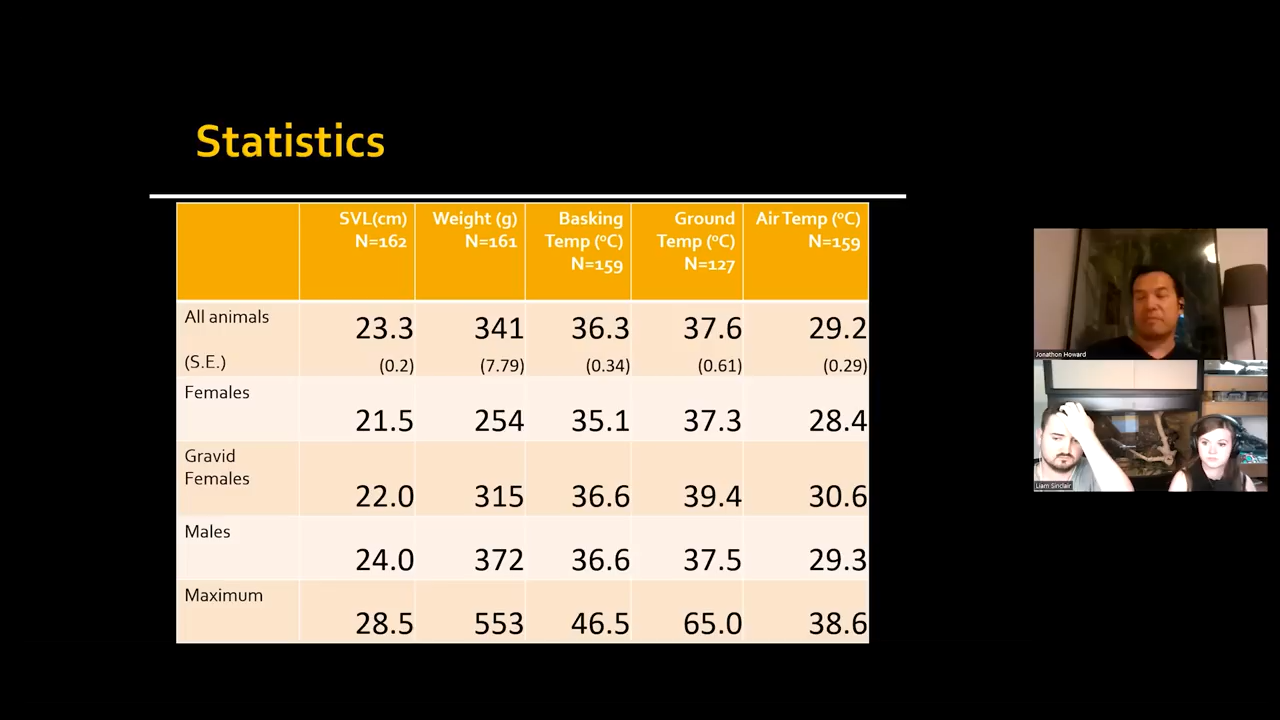 Statistics
SVL(cm) Weight (g) Basking Ground Air Temp (ºC)
N=162 N=161 Temp (ºC) Temp (ºC) N=159
N=159 N=127
All animals 23.3 341 36.3 37.6 29.2
(S.E.) (0.2) (7.79) (0.34) (0.61) (0.29)
Females 21.5 254 35.1 37.3 28.4
Gravid
Females 22.0 315 36.6 39.4 30.6
Males 24.0 372 36.6 37.5 29.3
Maximum 28.5 553 46.5 65.0 38.6
Jonathon Howard
Liam Sinclair